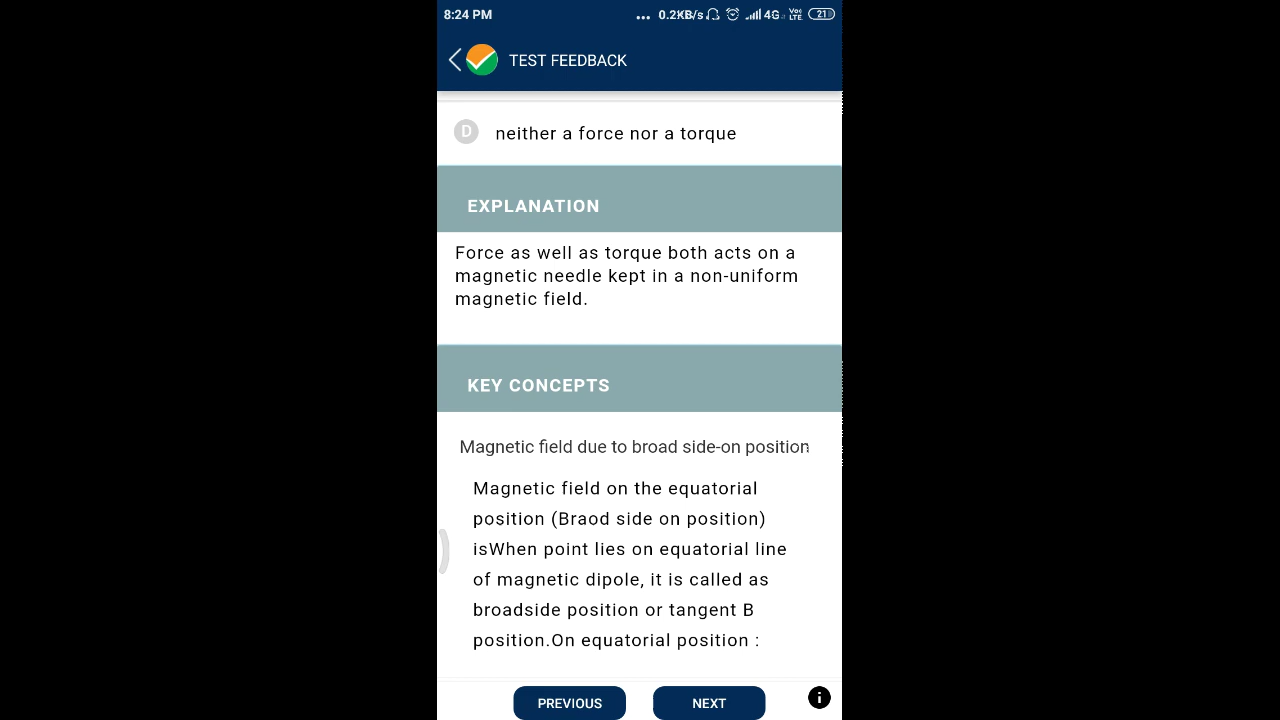 8:24 PM ... 0.2KB/s 4G Vo LTE 21
TEST FEEDBACK
D neither a force nor a torque
EXPLANATION
Force as well as torque both acts on a
magnetic needle kept in a non-uniform
magnetic field.
KEY CONCEPTS
Magnetic field due to broad side-on position
Magnetic field on the equatorial
position (Braod side on position)
isWhen point lies on equatorial line
of magnetic dipole, it is called as
broadside position or tangent B
position.On equatorial position :
PREVIOUS NEXT i